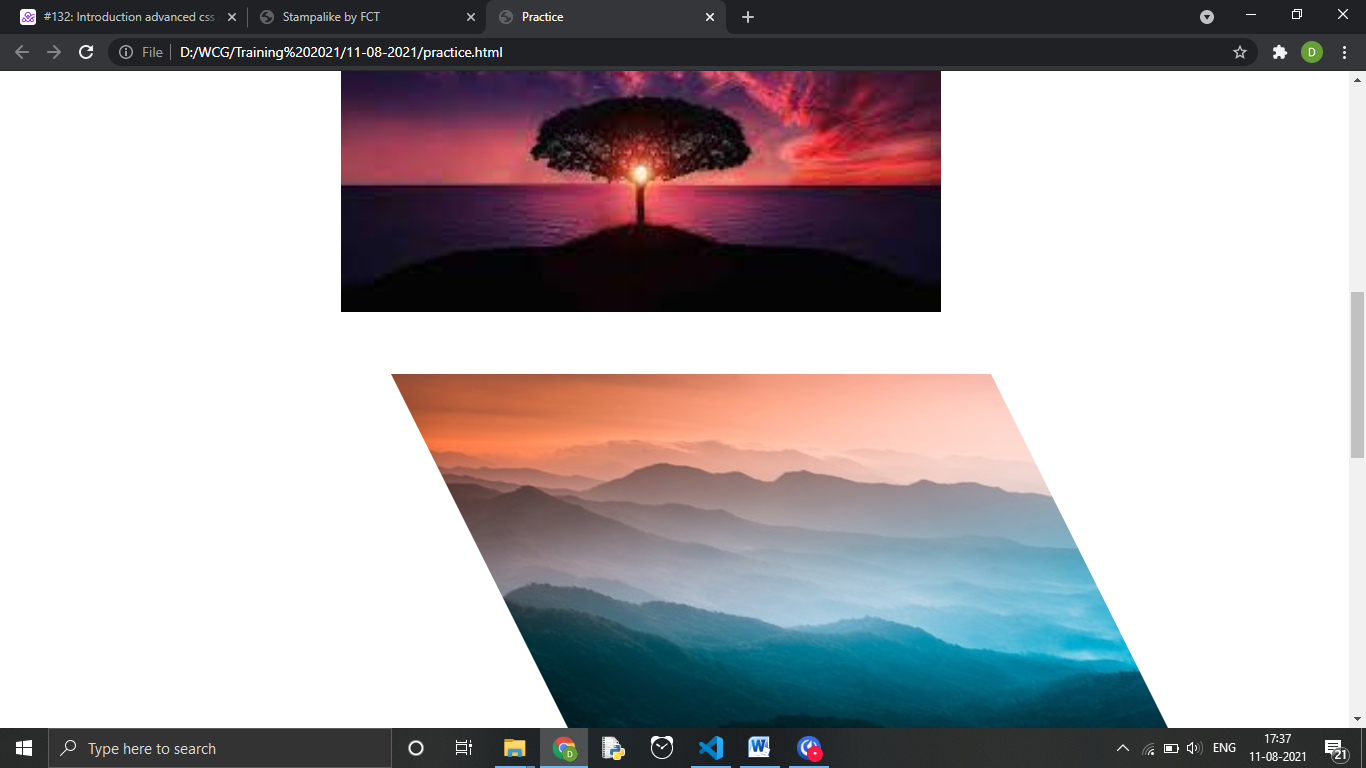 #132: Introduction advanced css
Stampalike by FCT
Practice
File
D:/WCG/Training%202021/11-08-2021/practice.html
D
Type here to search
D
W
ENG
17:37
11-08-2021
21